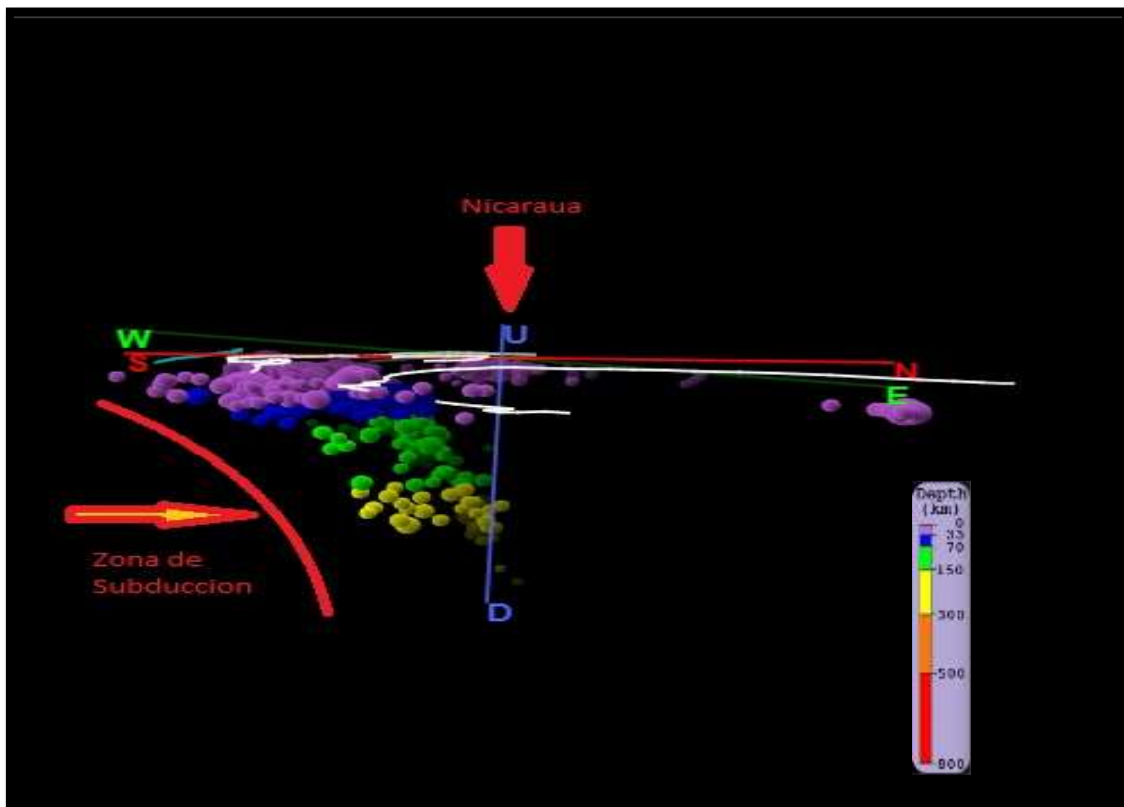 Nicaraua
U
W
S
N
E
Zona de
Subduccion
D
Depth
(km)
0
33
70
150
300
500
800